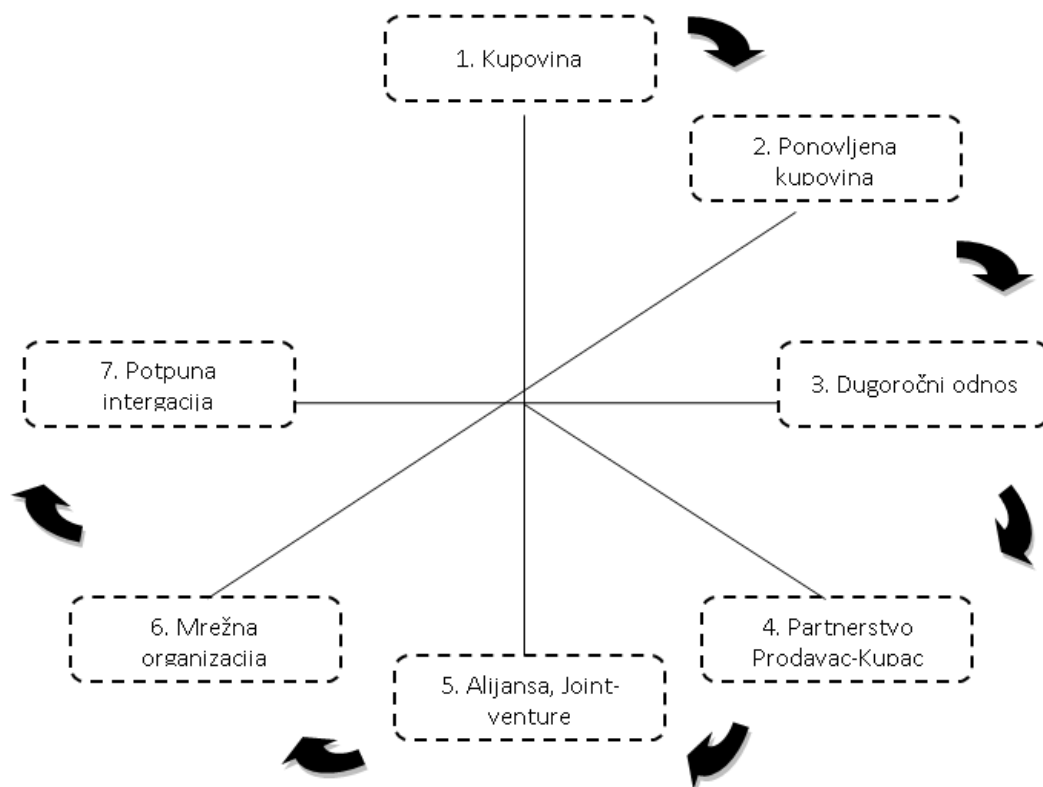 1. Kupovina
2. Ponovljena
kupovina
3. Dugoročni odnos
4. Partnerstvo
Prodavac-Kupac
5. Alijansa, Joint-
venture
6. Mrežna
organizacija
7. Potpuna
intergacija